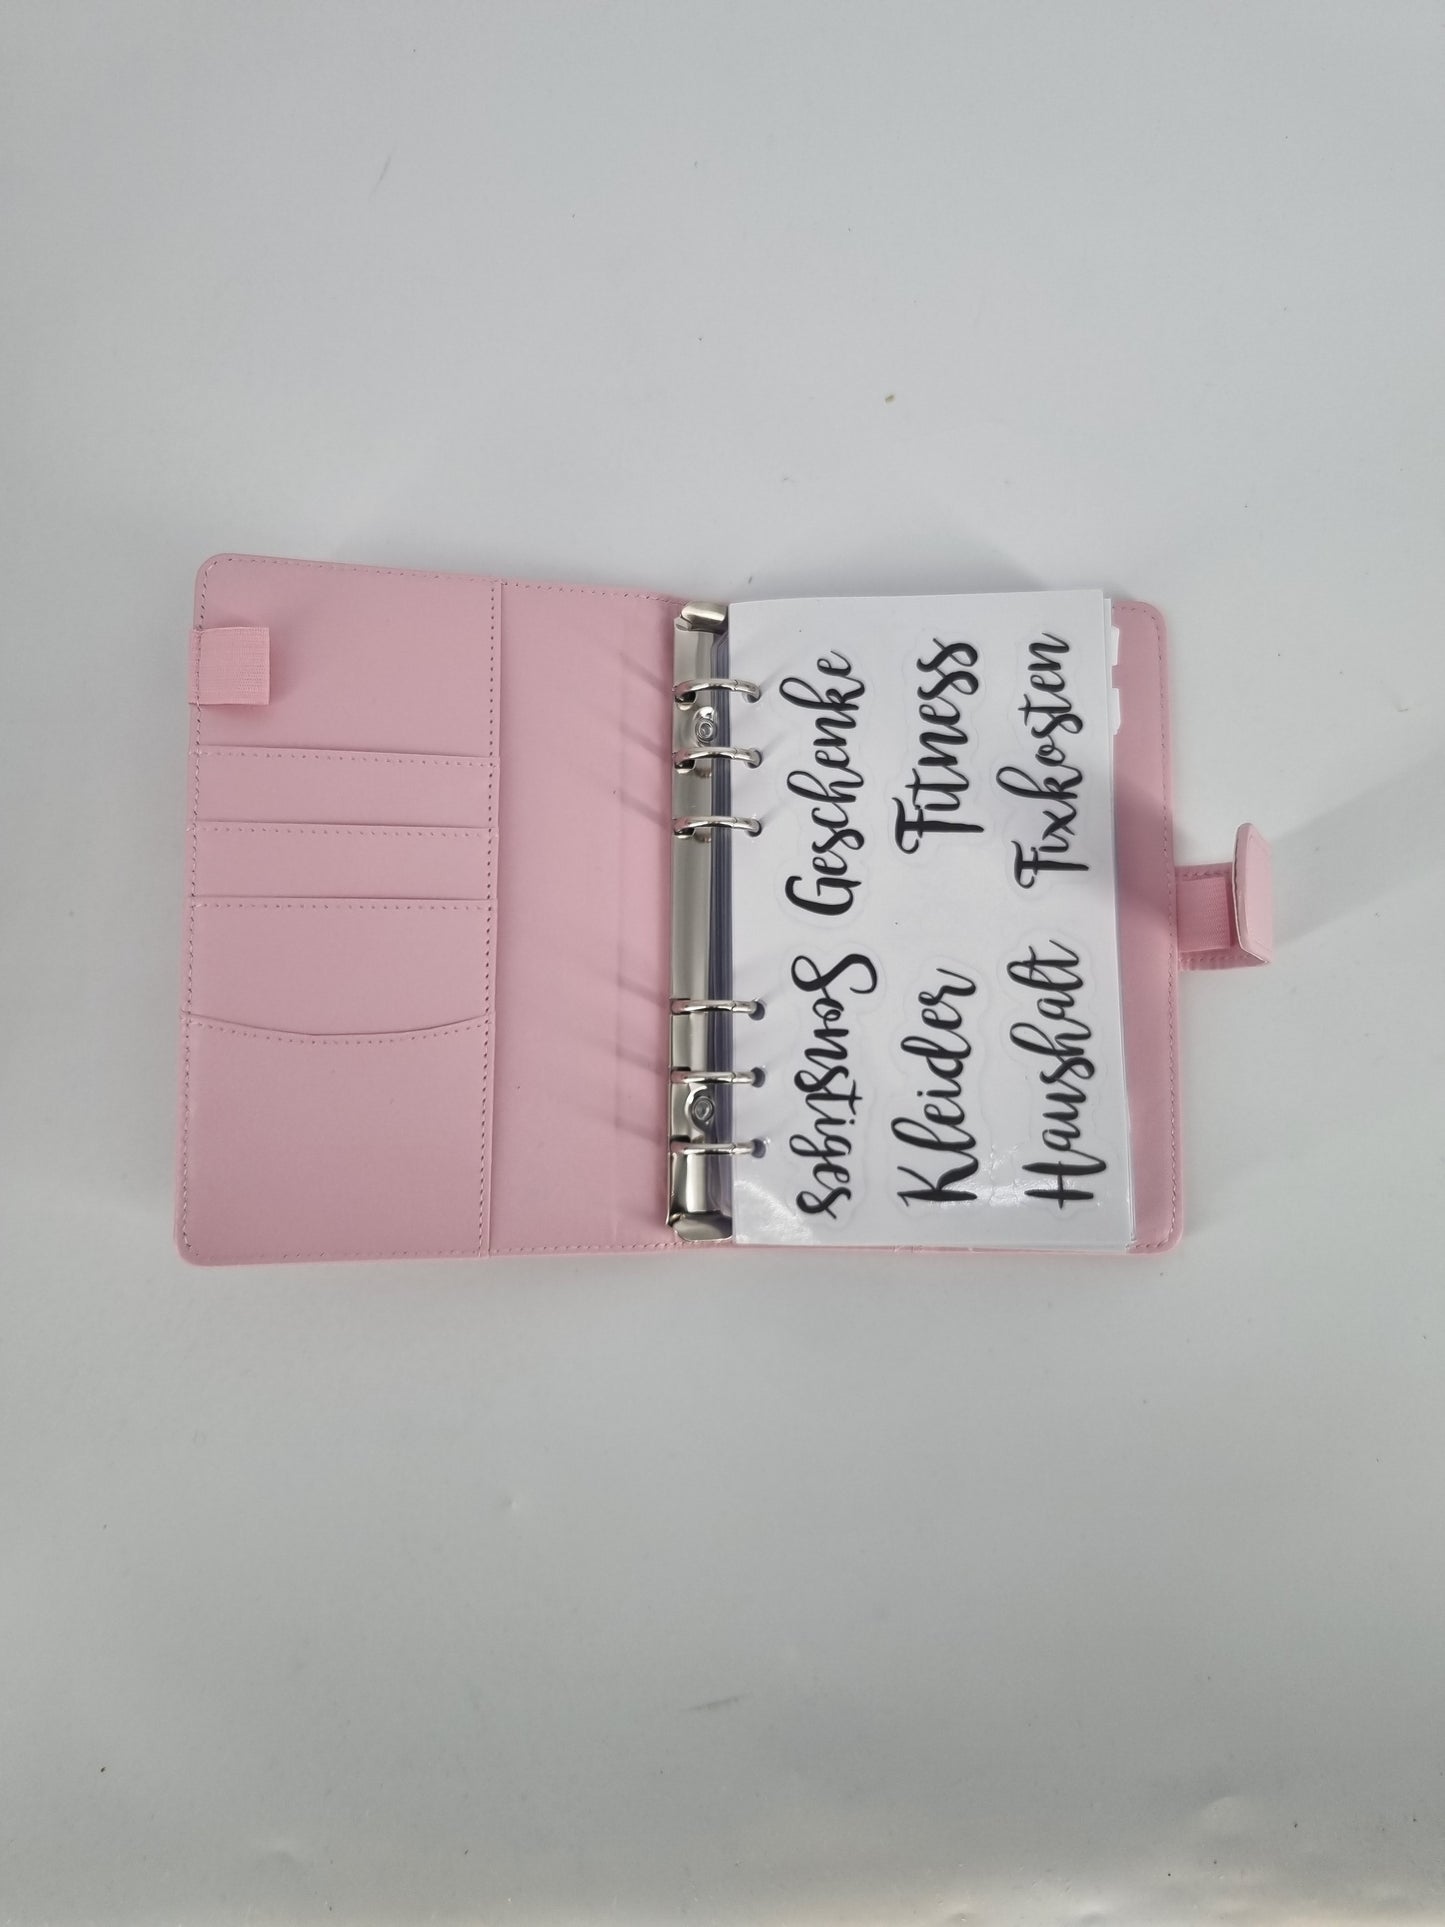 Geschenke
Fitness
Fixkosten
Sonstiges
Kleider
Haushalt